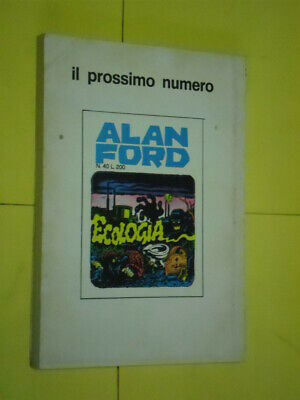 il prossimo numero
ALAN
FORD
N. 40 L. 200
ECOLOGIA